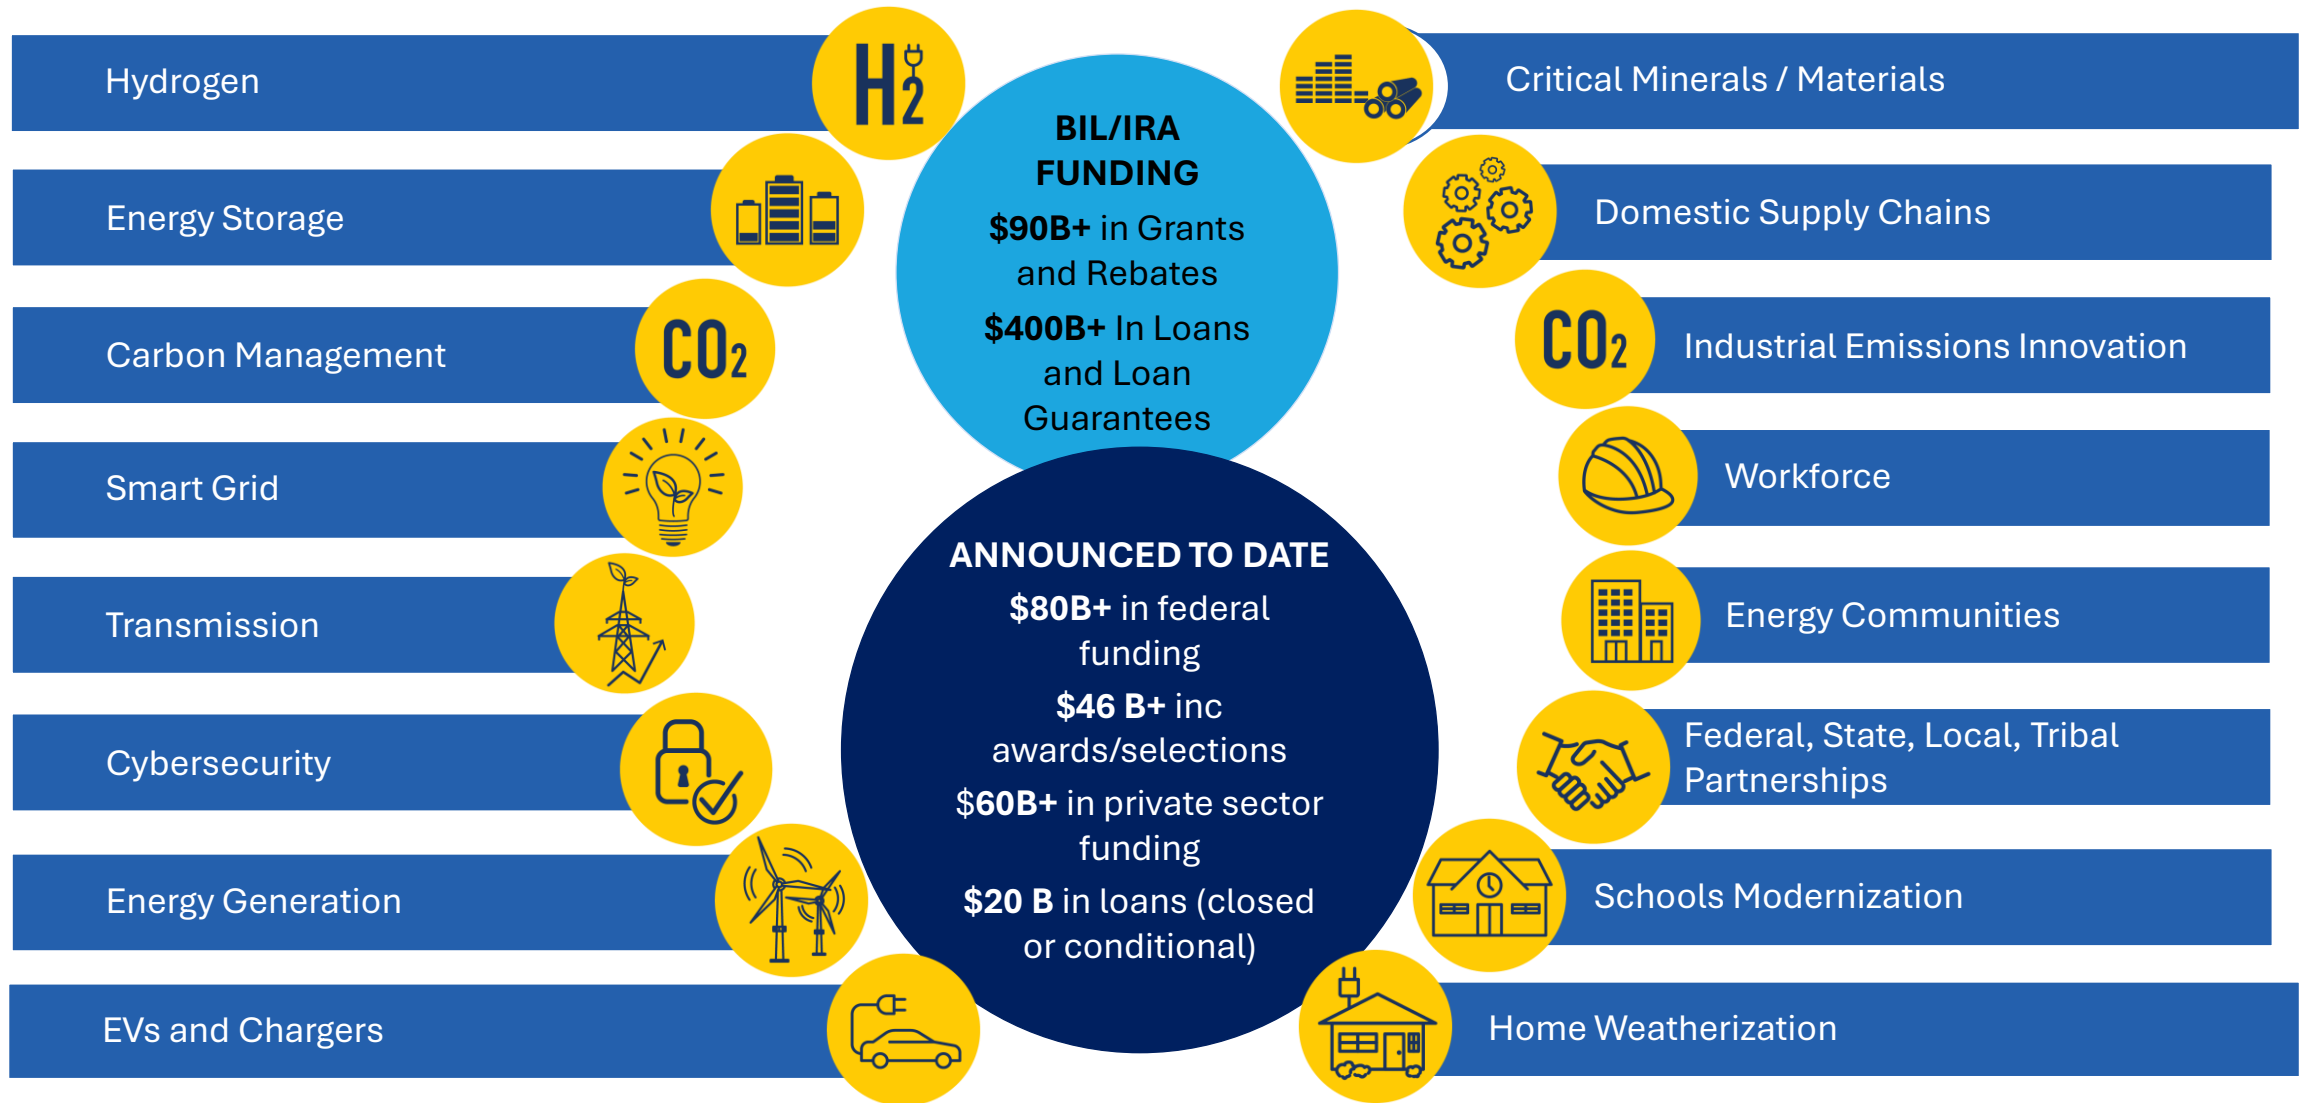 Hydrogen
Energy Storage
Carbon Management
Smart Grid
Transmission
Cybersecurity
Energy Generation
EVs and Chargers
H2
CO2
BIL/IRA
FUNDING
$90B+ in Grants
and Rebates
$400B+ In Loans
and Loan
Guarantees
ANNOUNCED TO DATE
$80B+ in federal
funding
$46 B+ inc
awards/selections
$60B+ in private sector
funding
$20 B in loans (closed
or conditional)
Critical Minerals / Materials
Domestic Supply Chains
CO2
Industrial Emissions Innovation
Workforce
Energy Communities
Federal, State, Local, Tribal
Partnerships
Schools Modernization
Home Weatherization